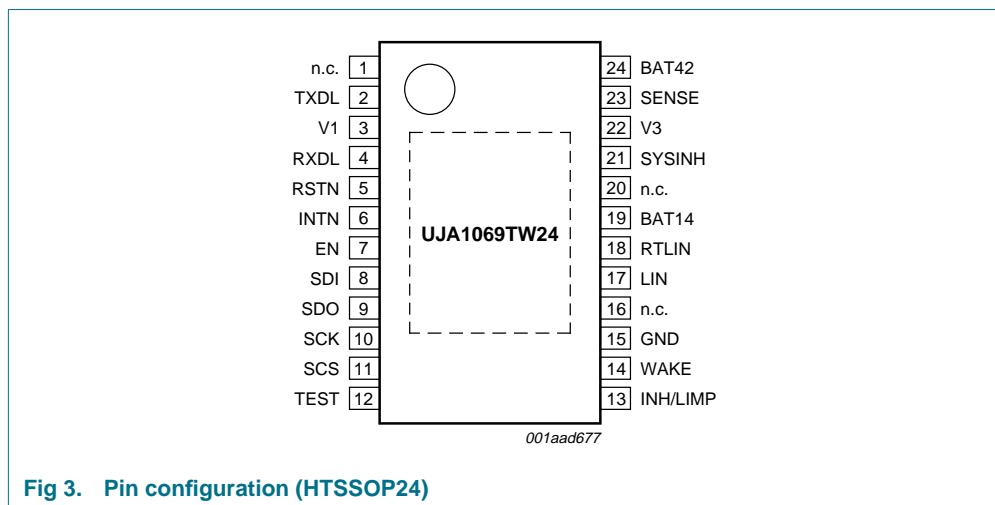 n.c. 1
TXDL 2
V1 3
RXDL 4
RSTN 5
INTN 6
EN 7
SDI 8
SDO 9
SCK 10
SCS 11
TEST 12
UJA1069TW24
24 BAT42
23 SENSE
22 V3
21 SYSINH
20 n.c.
19 BAT14
18 RTLIN
17 LIN
16 n.c.
15 GND
14 WAKE
13 INH/LIMP
001aad677
Fig 3. Pin configuration (HTSSOP24)